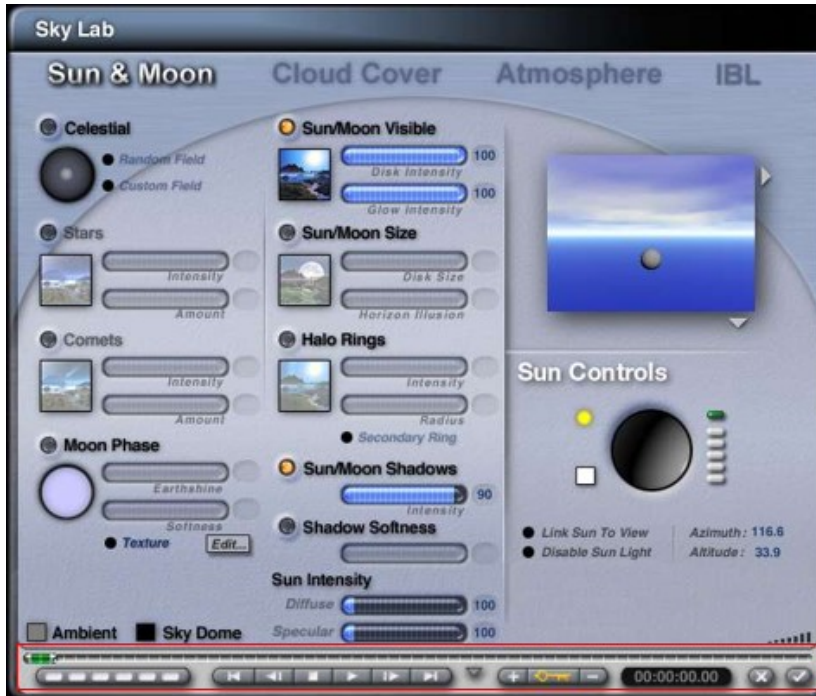 Sky Lab
Sun & Moon Cloud Cover Atmosphere IBL
Celestial
Random Field
Custom Field
Stars
Intensity
Amount
Comets
Intensity
Amount
Moon Phase
Earthshine
Softness
Texture Edit...
Ambient Sky Dome
Sun/Moon Visible
100
Disk Intensity
100
Glow Intensity
Sun/Moon Size
Disk Size
Horizon Illusion
Halo Rings
Intensity
Radius
Secondary Ring
Sun/Moon Shadows
90
Intensity
Shadow Softness
Sun Intensity
Diffuse 100
Specular 100
Sun Controls
Link Sun To View
Disable Sun Light
Azimuth: 116.6
Altitude: 33.9
00:00:00.00